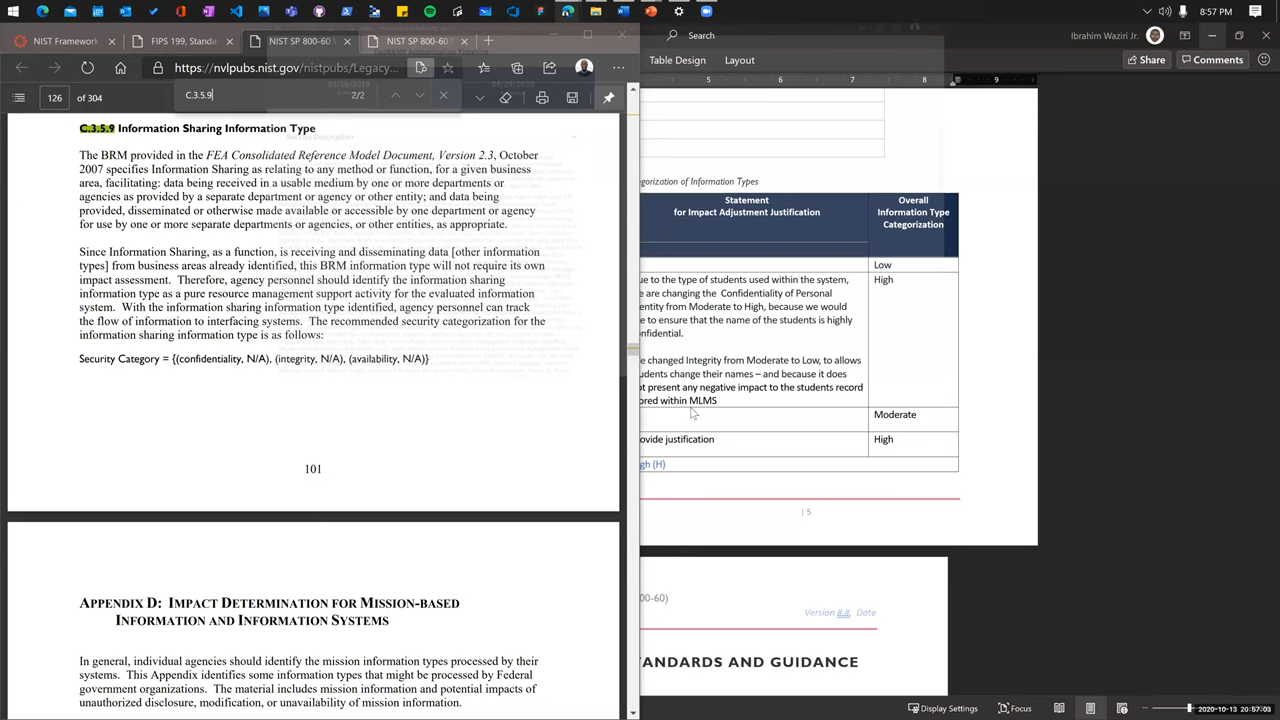 8:57 PM
NIST Framework
FIPS 199, Standa
NIST SP 800-60 V
NIST SP 800-60
Search
Ibrahim Waziri Jr.
https://nvlpubs.nist.gov/nistpubs/Legacy...
Table Design
Layout
Share
Comments
126
of 304
C.3.5.9
2/2
5
6
7
8
9
C.3.5.9 Information Sharing Information Type
The BRM provided in the FEA Consolidated Reference Model Document, Version 2.3, October
2007 specifies Information Sharing as relating to any method or function, for a given business
area, facilitating: data being received in a usable medium by one or more departments or
agencies as provided by a separate department or agency or other entity; and data being
provided, disseminated or otherwise made available or accessible by one department or agency
for use by one or more separate departments or agencies, or other entities, as appropriate.
Since Information Sharing, as a function, is receiving and disseminating data [other information
types] from business areas already identified, this BRM information type will not require its own
impact assessment. Therefore, agency personnel should identify the information sharing
information type as a pure resource management support activity for the evaluated information
system. With the information sharing information type identified, agency personnel can track
the flow of information to interfacing systems. The recommended security categorization for the
information sharing information type is as follows:
Security Category = {(confidentiality, N/A), (integrity, N/A), (availability, N/A)}
101
APPENDIX D: IMPACT DETERMINATION FOR MISSION-BASED
INFORMATION AND INFORMATION SYSTEMS
In general, individual agencies should identify the mission information types processed by their
systems. This Appendix identifies some information types that might be processed by Federal
government organizations. The material includes mission information and potential impacts of
unauthorized disclosure, modification, or unavailability of mission information.
egorization of Information Types
Statement
for Impact Adjustment Justification
Overall
Information Type
Categorization
Low
ue to the type of students used within the system,
e are changing the Confidentiality of Personal
entity from Moderate to High, because we would
e to ensure that the name of the students is highly
nfidential.
e changed Integrity from Moderate to Low, to allows
udents change their names – and because it does
ot present any negative impact to the students record
ored within MLMS
High
Moderate
ovide justification
High
gh (H)
| 5
00-60)
Version #.#, Date
TANDARDS AND GUIDANCE
Display Settings
Focus
2020-10-13 20:57:03